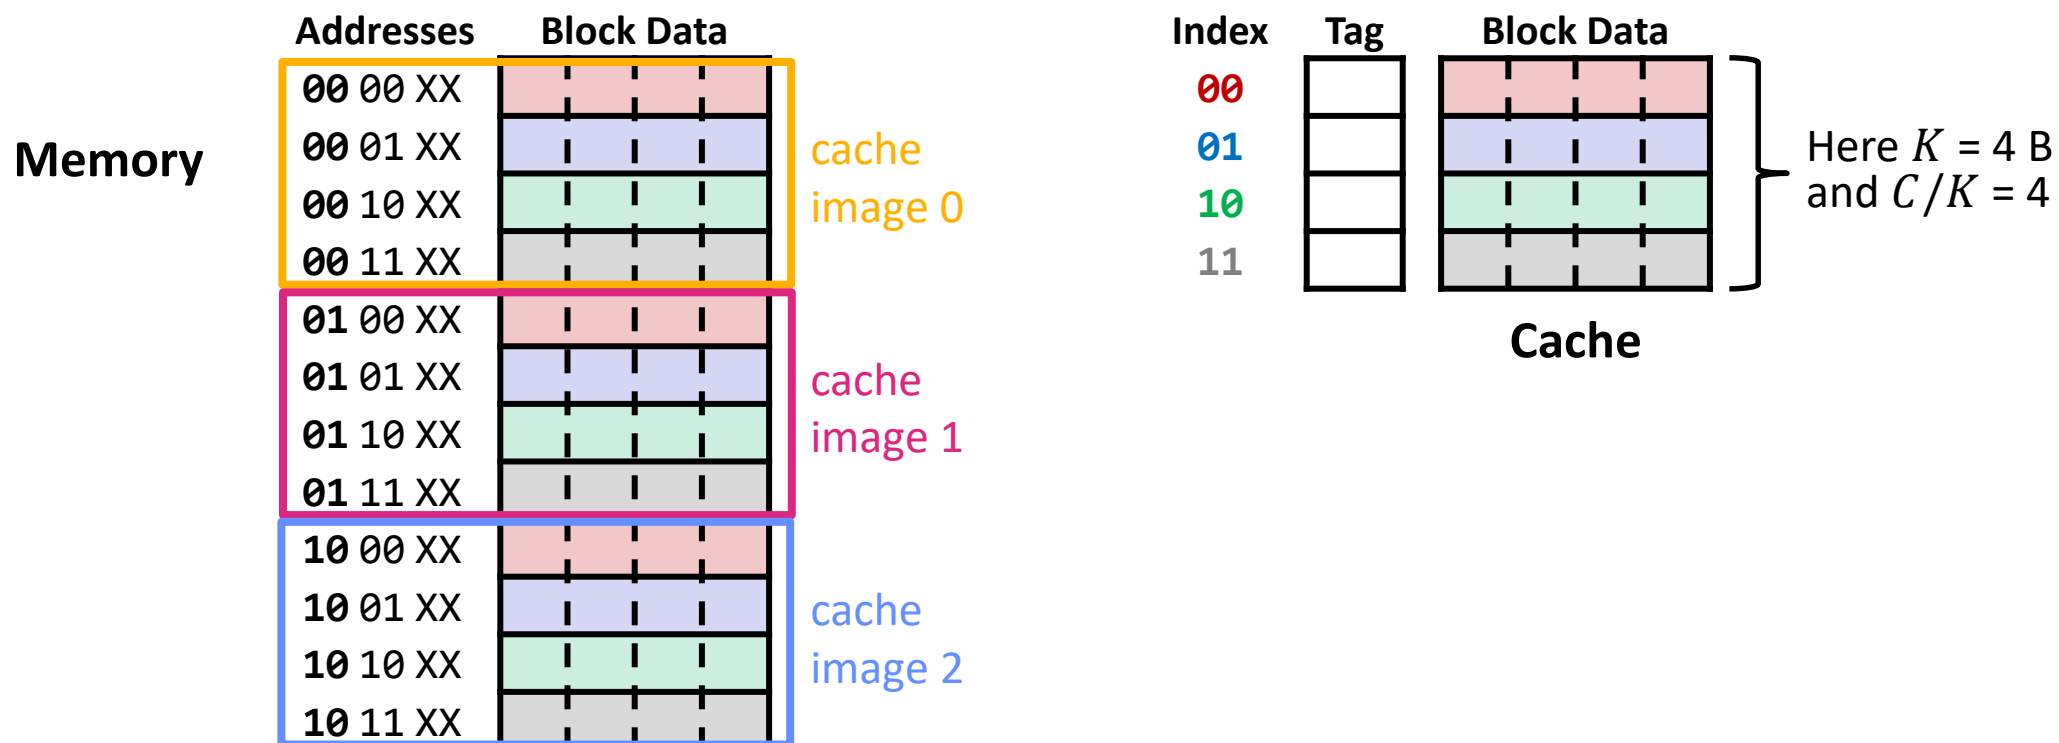 Addresses Block Data
Index Tag Block Data
Memory
00 00 XX
00 01 XX
00 10 XX
00 11 XX
cache
image 0
01 00 XX
01 01 XX
01 10 XX
01 11 XX
cache
image 1
10 00 XX
10 01 XX
10 10 XX
10 11 XX
cache
image 2
00
01
10
11
Here K = 4 B
and C/K = 4
Cache